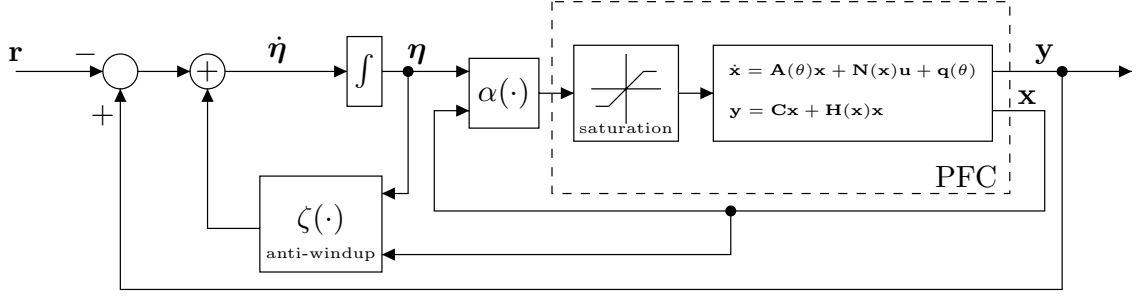 r
−
+
+
η̇
∫
η
α(·)
saturation
ẋ = A(θ)x + N(x)u + q(θ)
y = Cx + H(x)x
y
x
PFC
ζ(·)
anti-windup